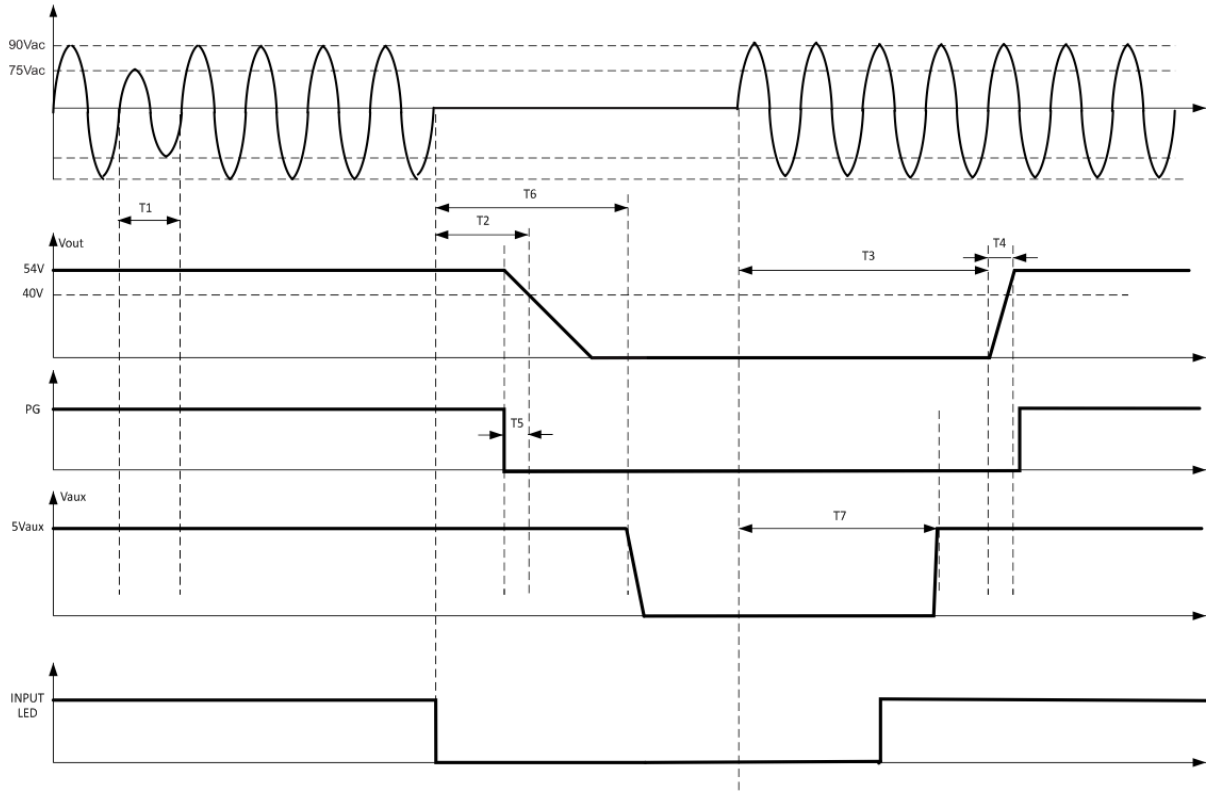 90Vac
75Vac
T1
T6
T2
Vout
T3
T4
54V
40V
PG
T5
Vaux
5Vaux
T7
INPUT
LED